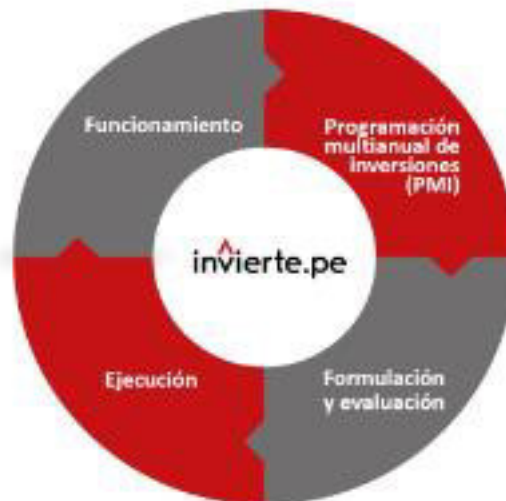 Funcionamiento
Programación
multianual de
inversiones
(PMI)
invierte.pe
Ejecución
Formulación
y evaluación